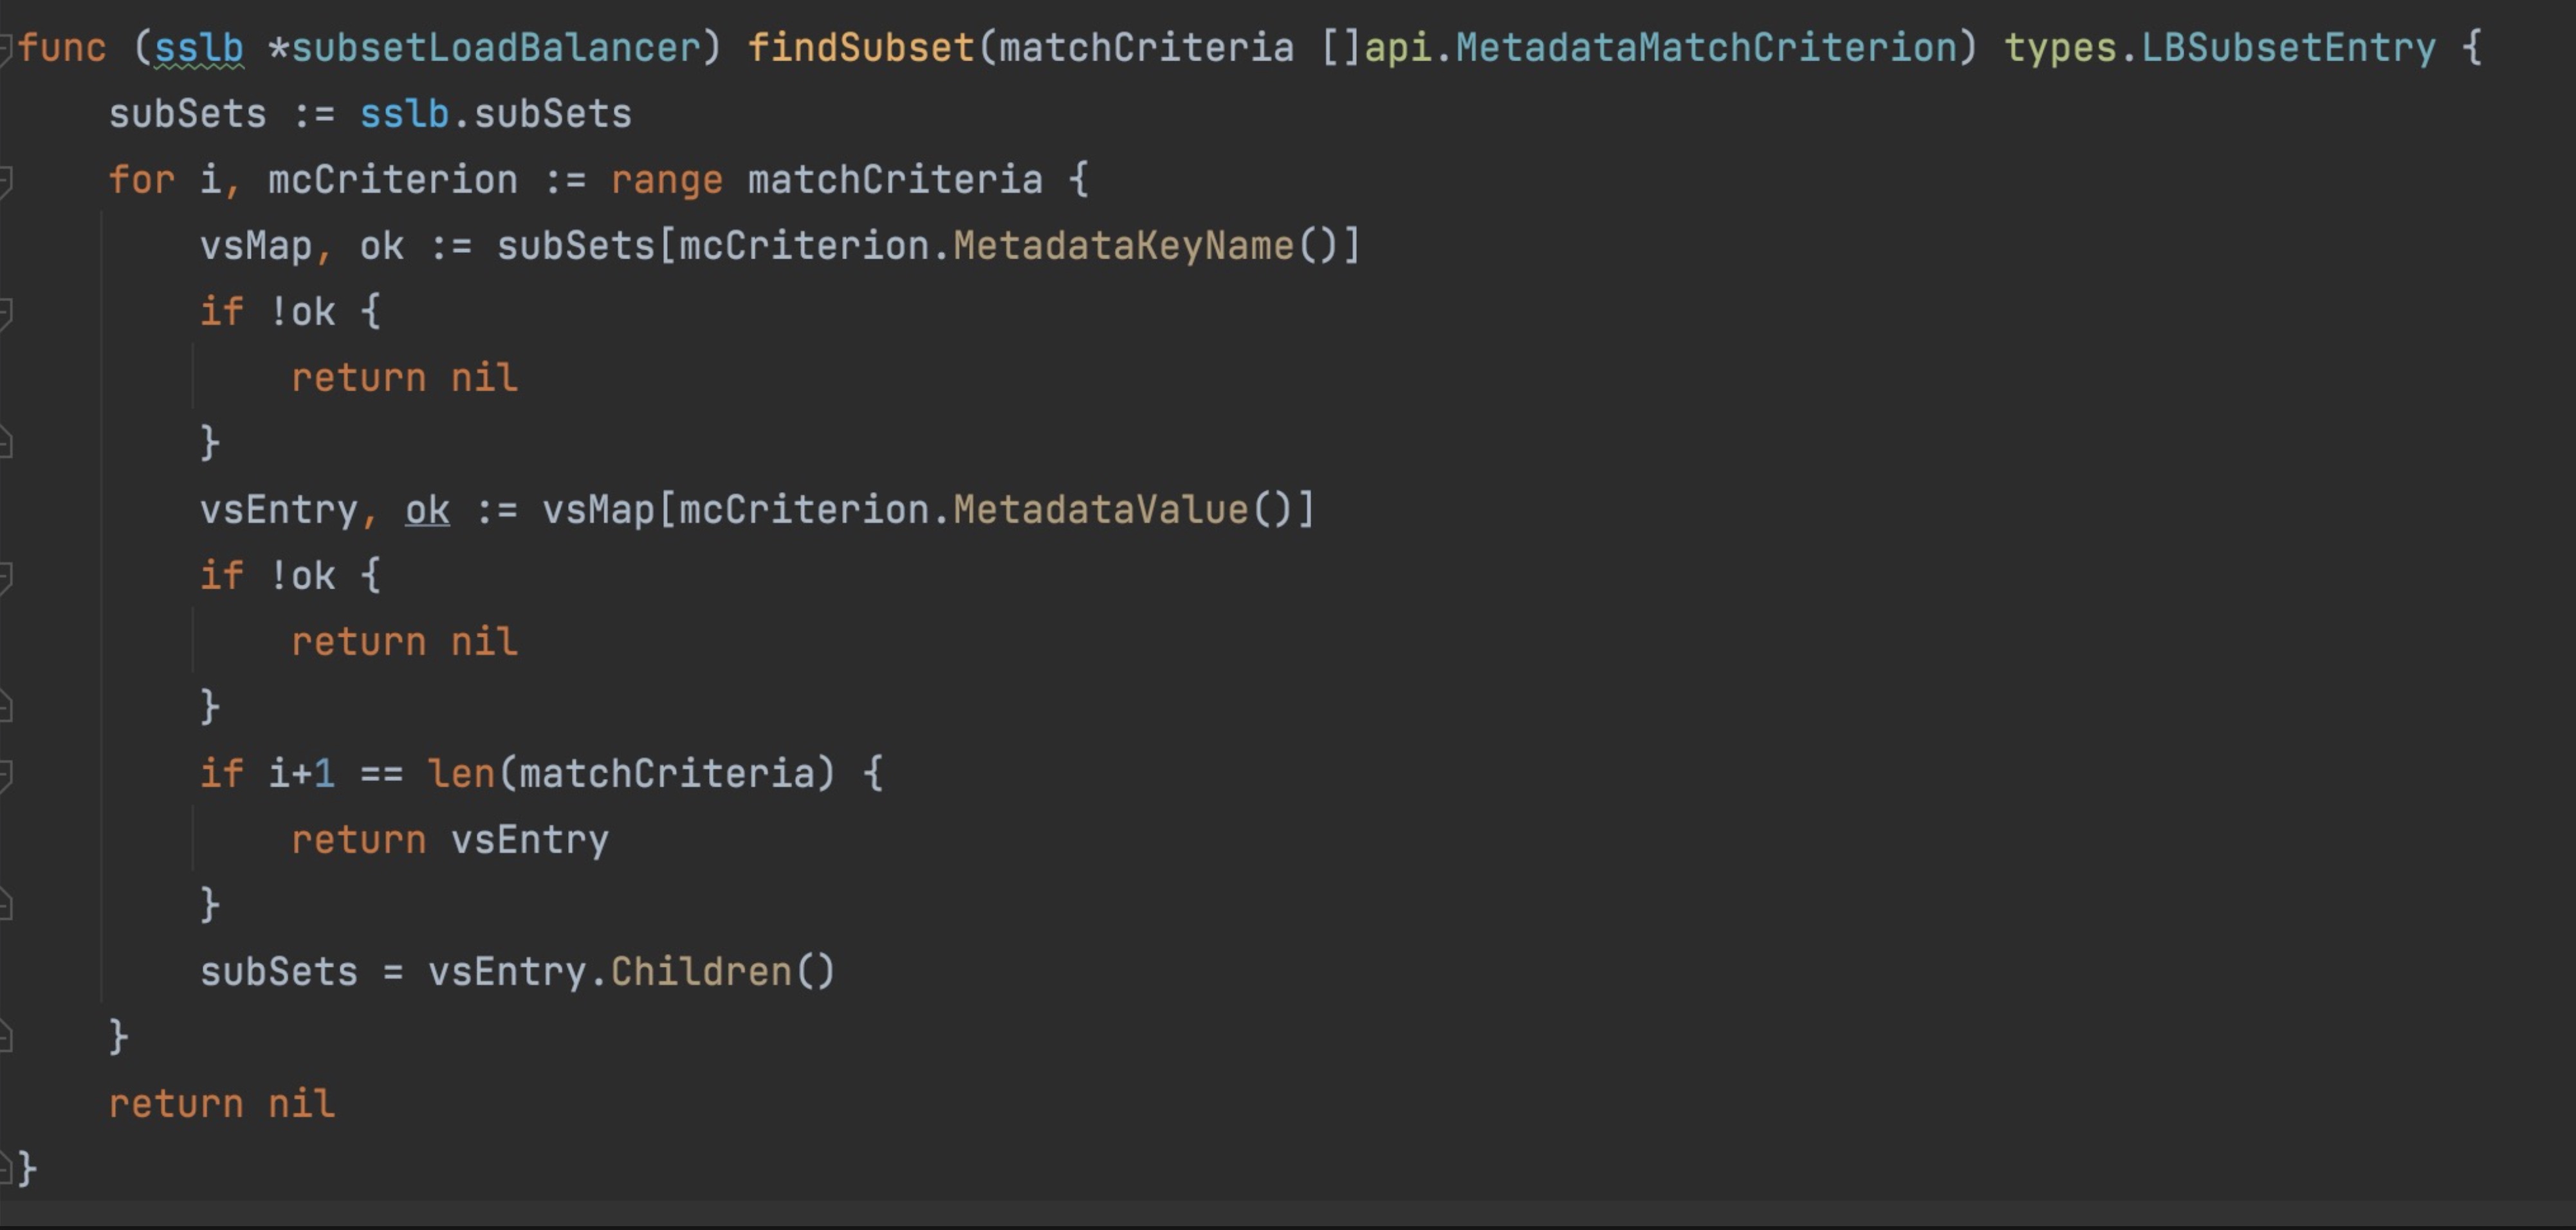 func (sslb *subsetLoadBalancer) findSubset(matchCriteria []api.MetadataMatchCriterion) types.LBSubsetEntry {
    subSets := sslb.subSets
    for i, mcCriterion := range matchCriteria {
        vsMap, ok := subSets[mcCriterion.MetadataKeyName()]
        if !ok {
            return nil
        }
        vsEntry, ok := vsMap[mcCriterion.MetadataValue()]
        if !ok {
            return nil
        }
        if i+1 == len(matchCriteria) {
            return vsEntry
        }
        subSets = vsEntry.Children()
    }
    return nil
}